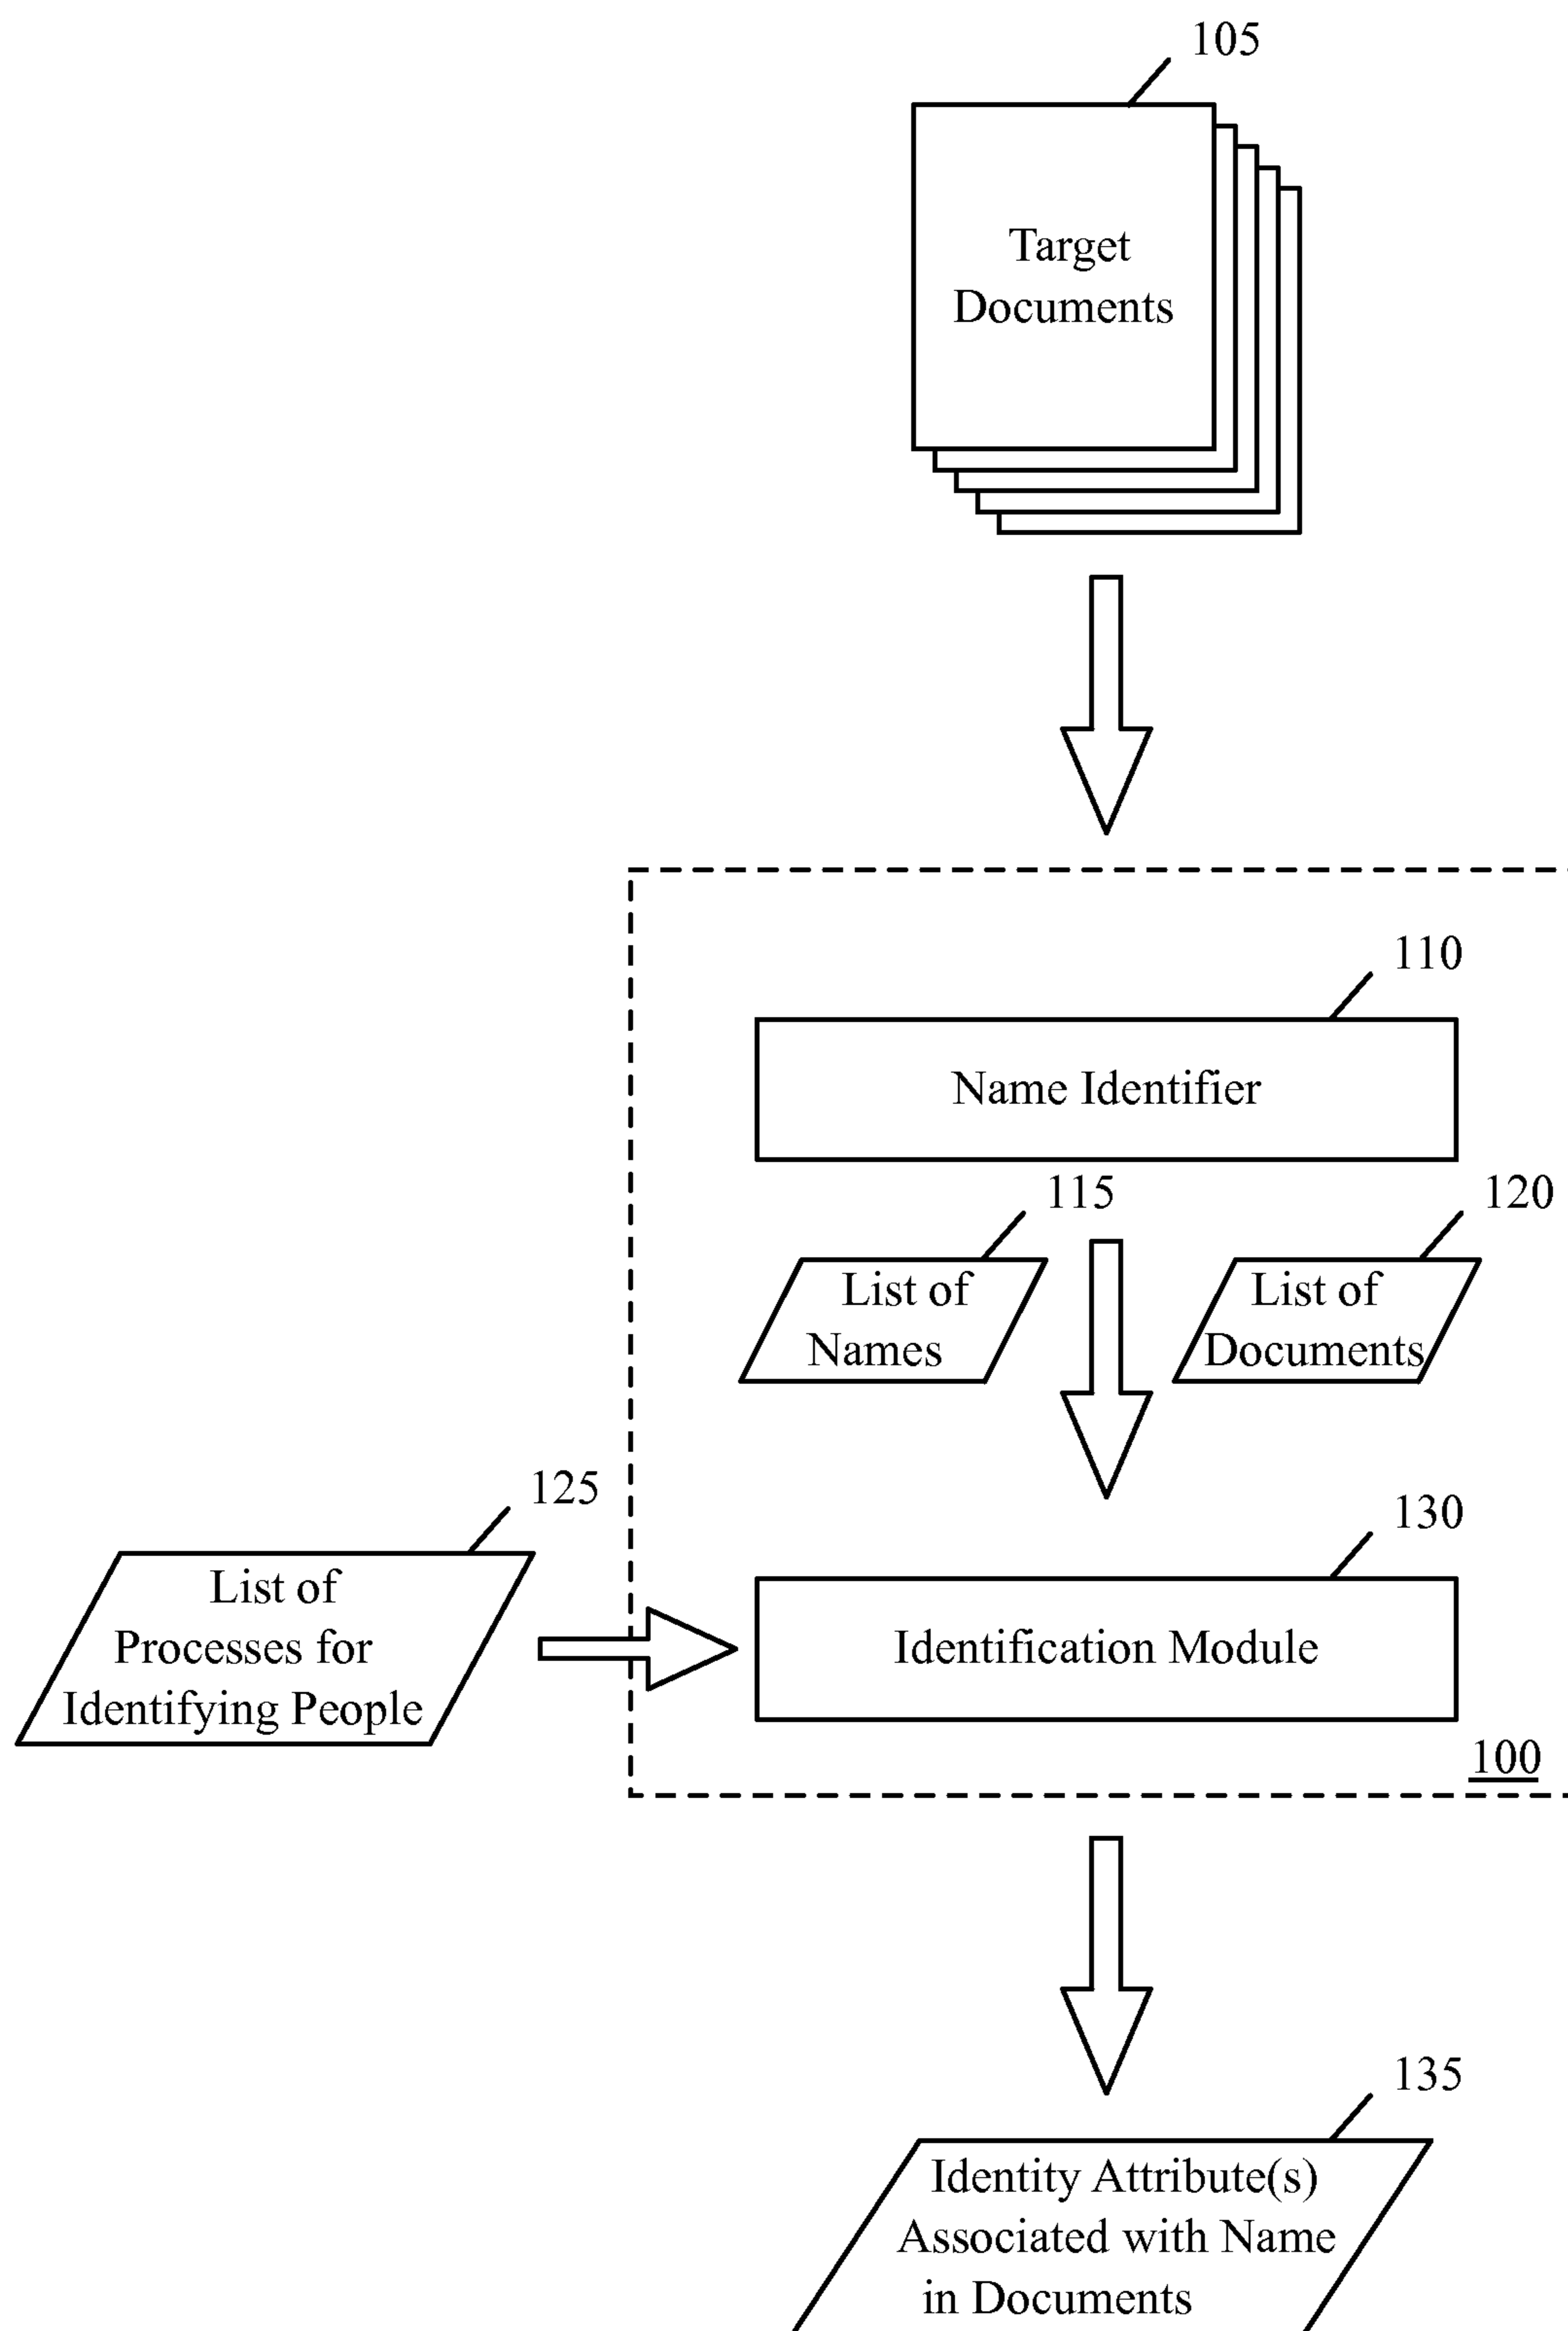 105
Target
Documents
110
Name Identifier
115
120
List of
Names
List of
Documents
125
List of
Processes for
Identifying People
130
Identification Module
100
135
Identity Attribute(s)
Associated with Name
in Documents